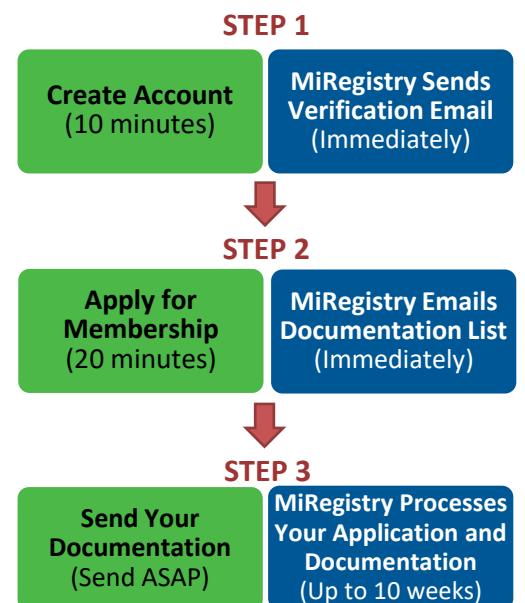 STEP 1
Create Account
(10 minutes)
MiRegistry Sends
Verification Email
(Immediately)
STEP 2
Apply for
Membership
(20 minutes)
MiRegistry Emails
Documentation List
(Immediately)
STEP 3
Send Your
Documentation
(Send ASAP)
MiRegistry Processes
Your Application and
Documentation
(Up to 10 weeks)